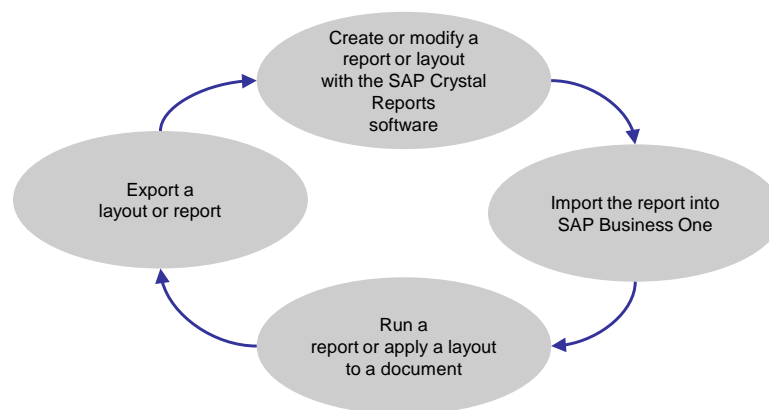 Create or modify a
report or layout
with the SAP Crystal
Reports
software
Export a
layout or report
Import the report into
SAP Business One
Run a
report or apply a layout
to a document